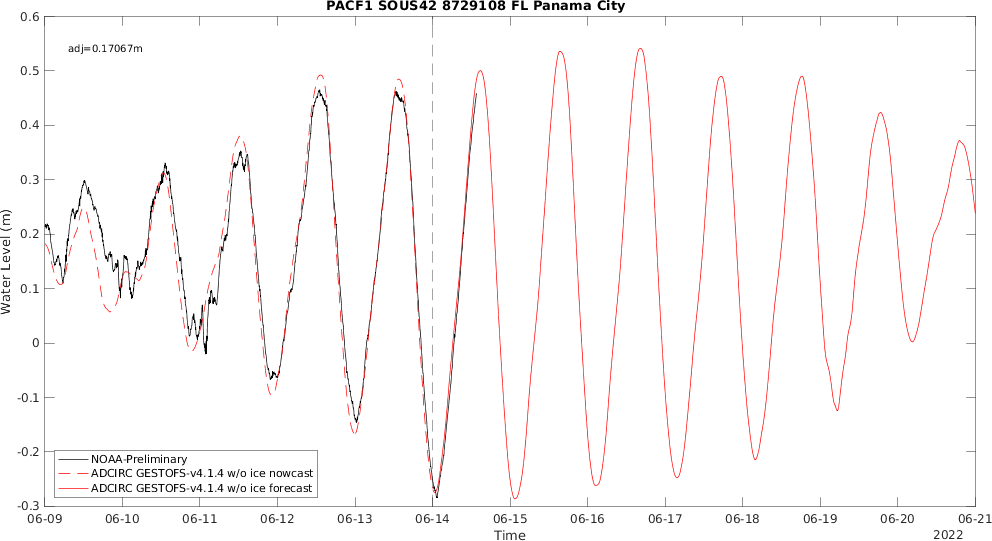 PACF1 SOUS42 8729108 FL Panama City
adj=0.17067m
0.6
0.5
0.4
0.3
0.2
0.1
0
-0.1
-0.2
-0.3
Water Level (m)
NOAA-Preliminary
ADCIRC GESTOFS-v4.1.4 w/o ice nowcast
ADCIRC GESTOFS-v4.1.4 w/o ice forecast
06-09 06-10 06-11 06-12 06-13 06-14 06-15 06-16 06-17 06-18 06-19 06-20 06-21
Time
2022